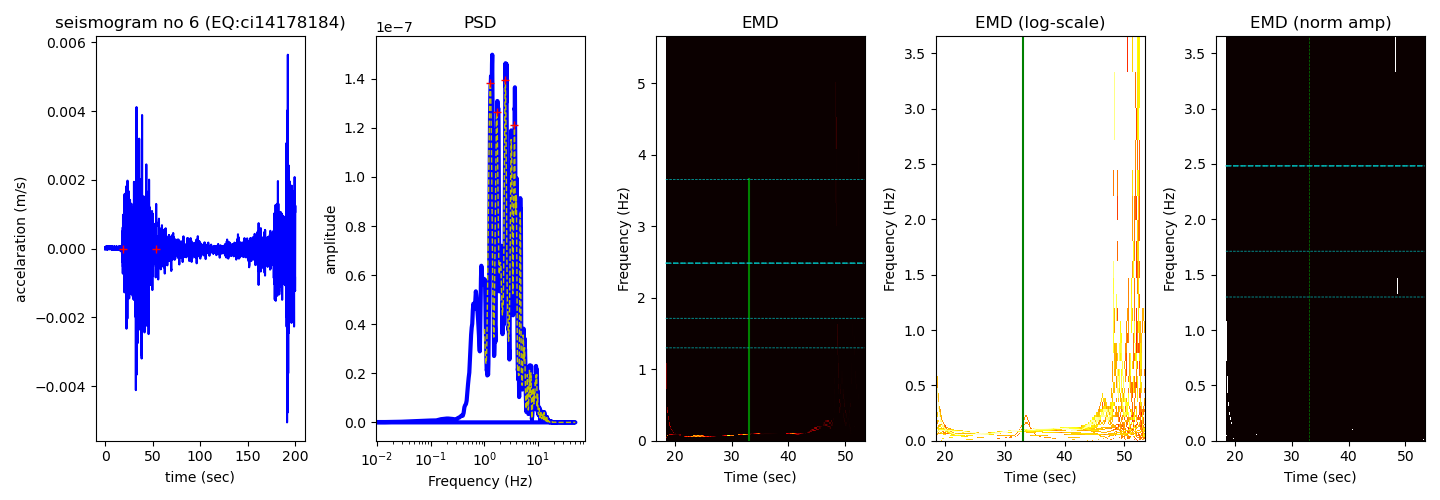 seismogram no 6 (EQ:ci14178184)
accelaration (m/s)
0.006
0.004
0.002
0.000
−0.002
−0.004
0 50 100 150 200
time (sec)
PSD
1e−7
amplitude
1.4
1.2
1.0
0.8
0.6
0.4
0.2
0.0
10−2 10−1 100 101
Frequency (Hz)
EMD
Frequency (Hz)
5
4
3
2
1
0
20 30 40 50
Time (sec)
EMD (log-scale)
Frequency (Hz)
3.5
3.0
2.5
2.0
1.5
1.0
0.5
0.0
20 30 40 50
Time (sec)
EMD (norm amp)
Frequency (Hz)
3.5
3.0
2.5
2.0
1.5
1.0
0.5
0.0
20 30 40 50
Time (sec)